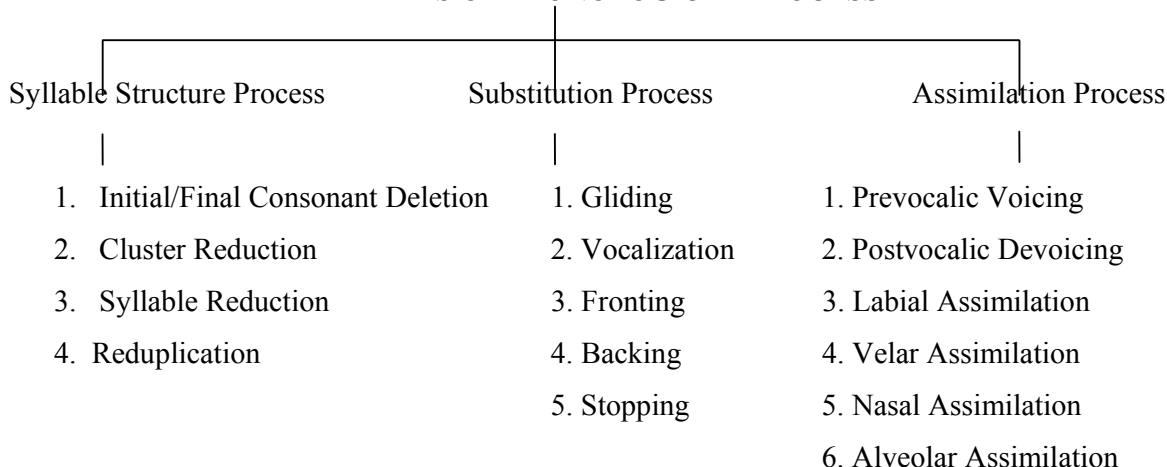 Syllable Structure Process
Substitution Process
Assimilation Process
1. Initial/Final Consonant Deletion
2. Cluster Reduction
3. Syllable Reduction
4. Reduplication
1. Gliding
2. Vocalization
3. Fronting
4. Backing
5. Stopping
1. Prevocalic Voicing
2. Postvocalic Devoicing
3. Labial Assimilation
4. Velar Assimilation
5. Nasal Assimilation
6. Alveolar Assimilation